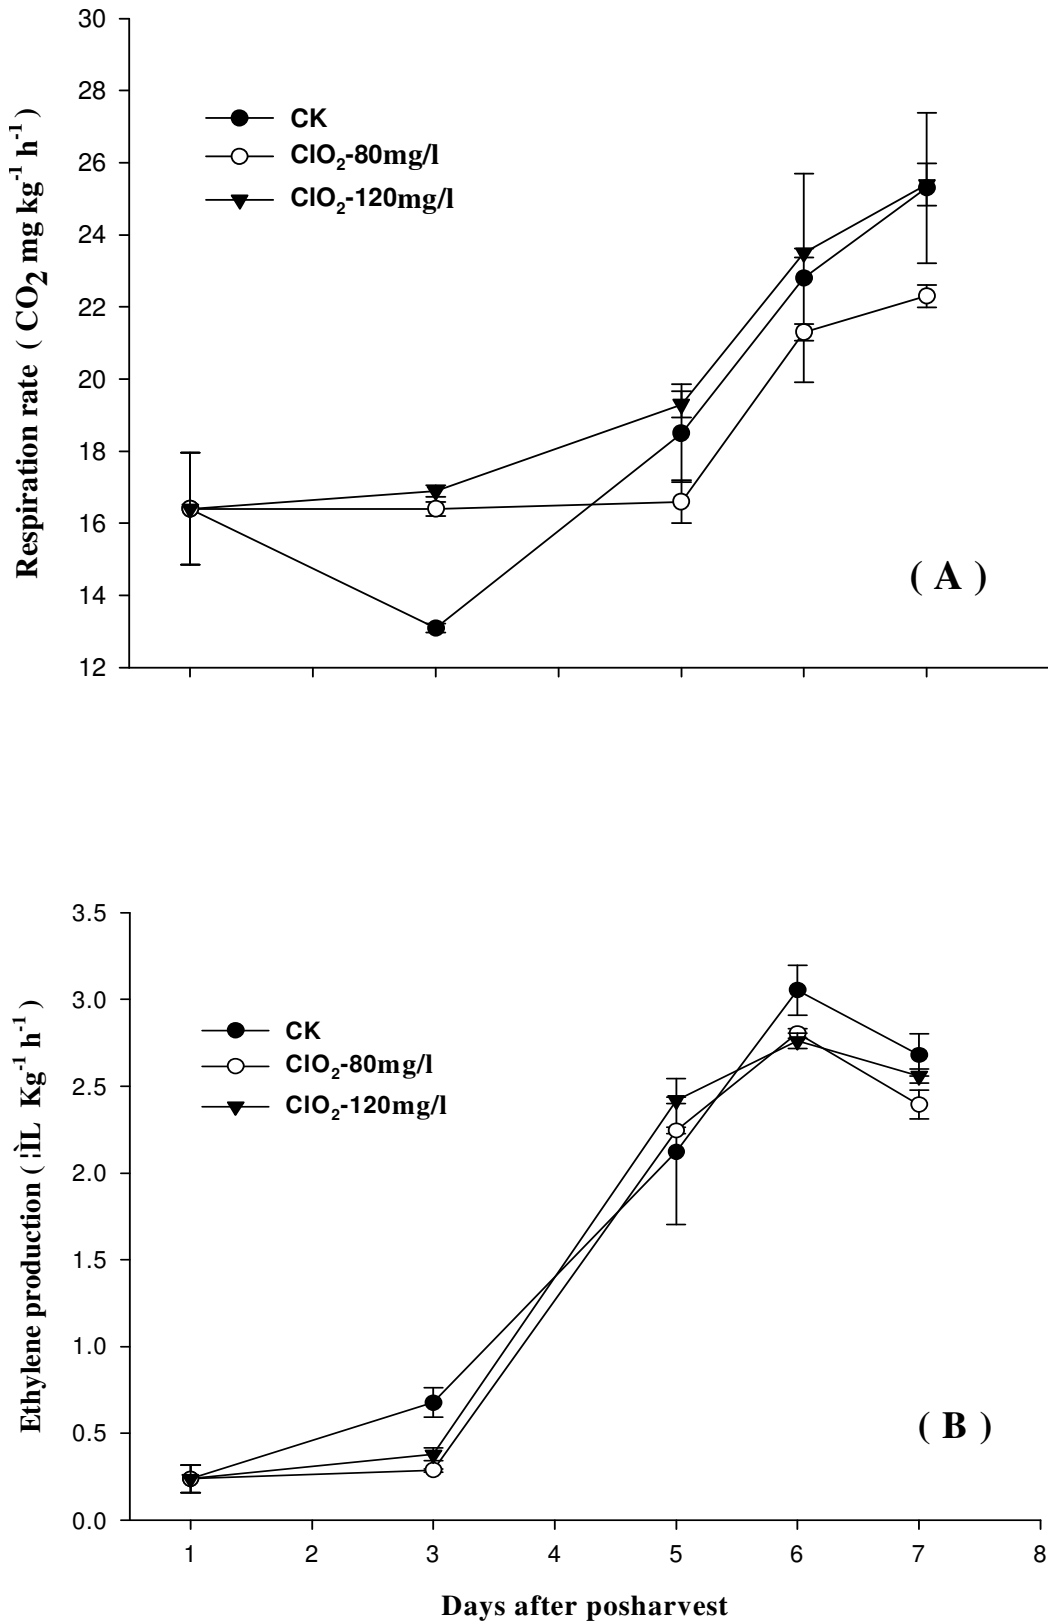 30
28
26
24
22
20
18
16
14
12
Respiration rate ( CO2 mg kg-1 h-1 )
CK
ClO2-80mg/l
ClO2-120mg/l
( A )
3.5
3.0
2.5
2.0
1.5
1.0
0.5
0.0
Ethylene production ( ¦ÌL Kg-1 h-1 )
CK
ClO2-80mg/l
ClO2-120mg/l
( B )
1 2 3 4 5 6 7 8
Days after posharvest